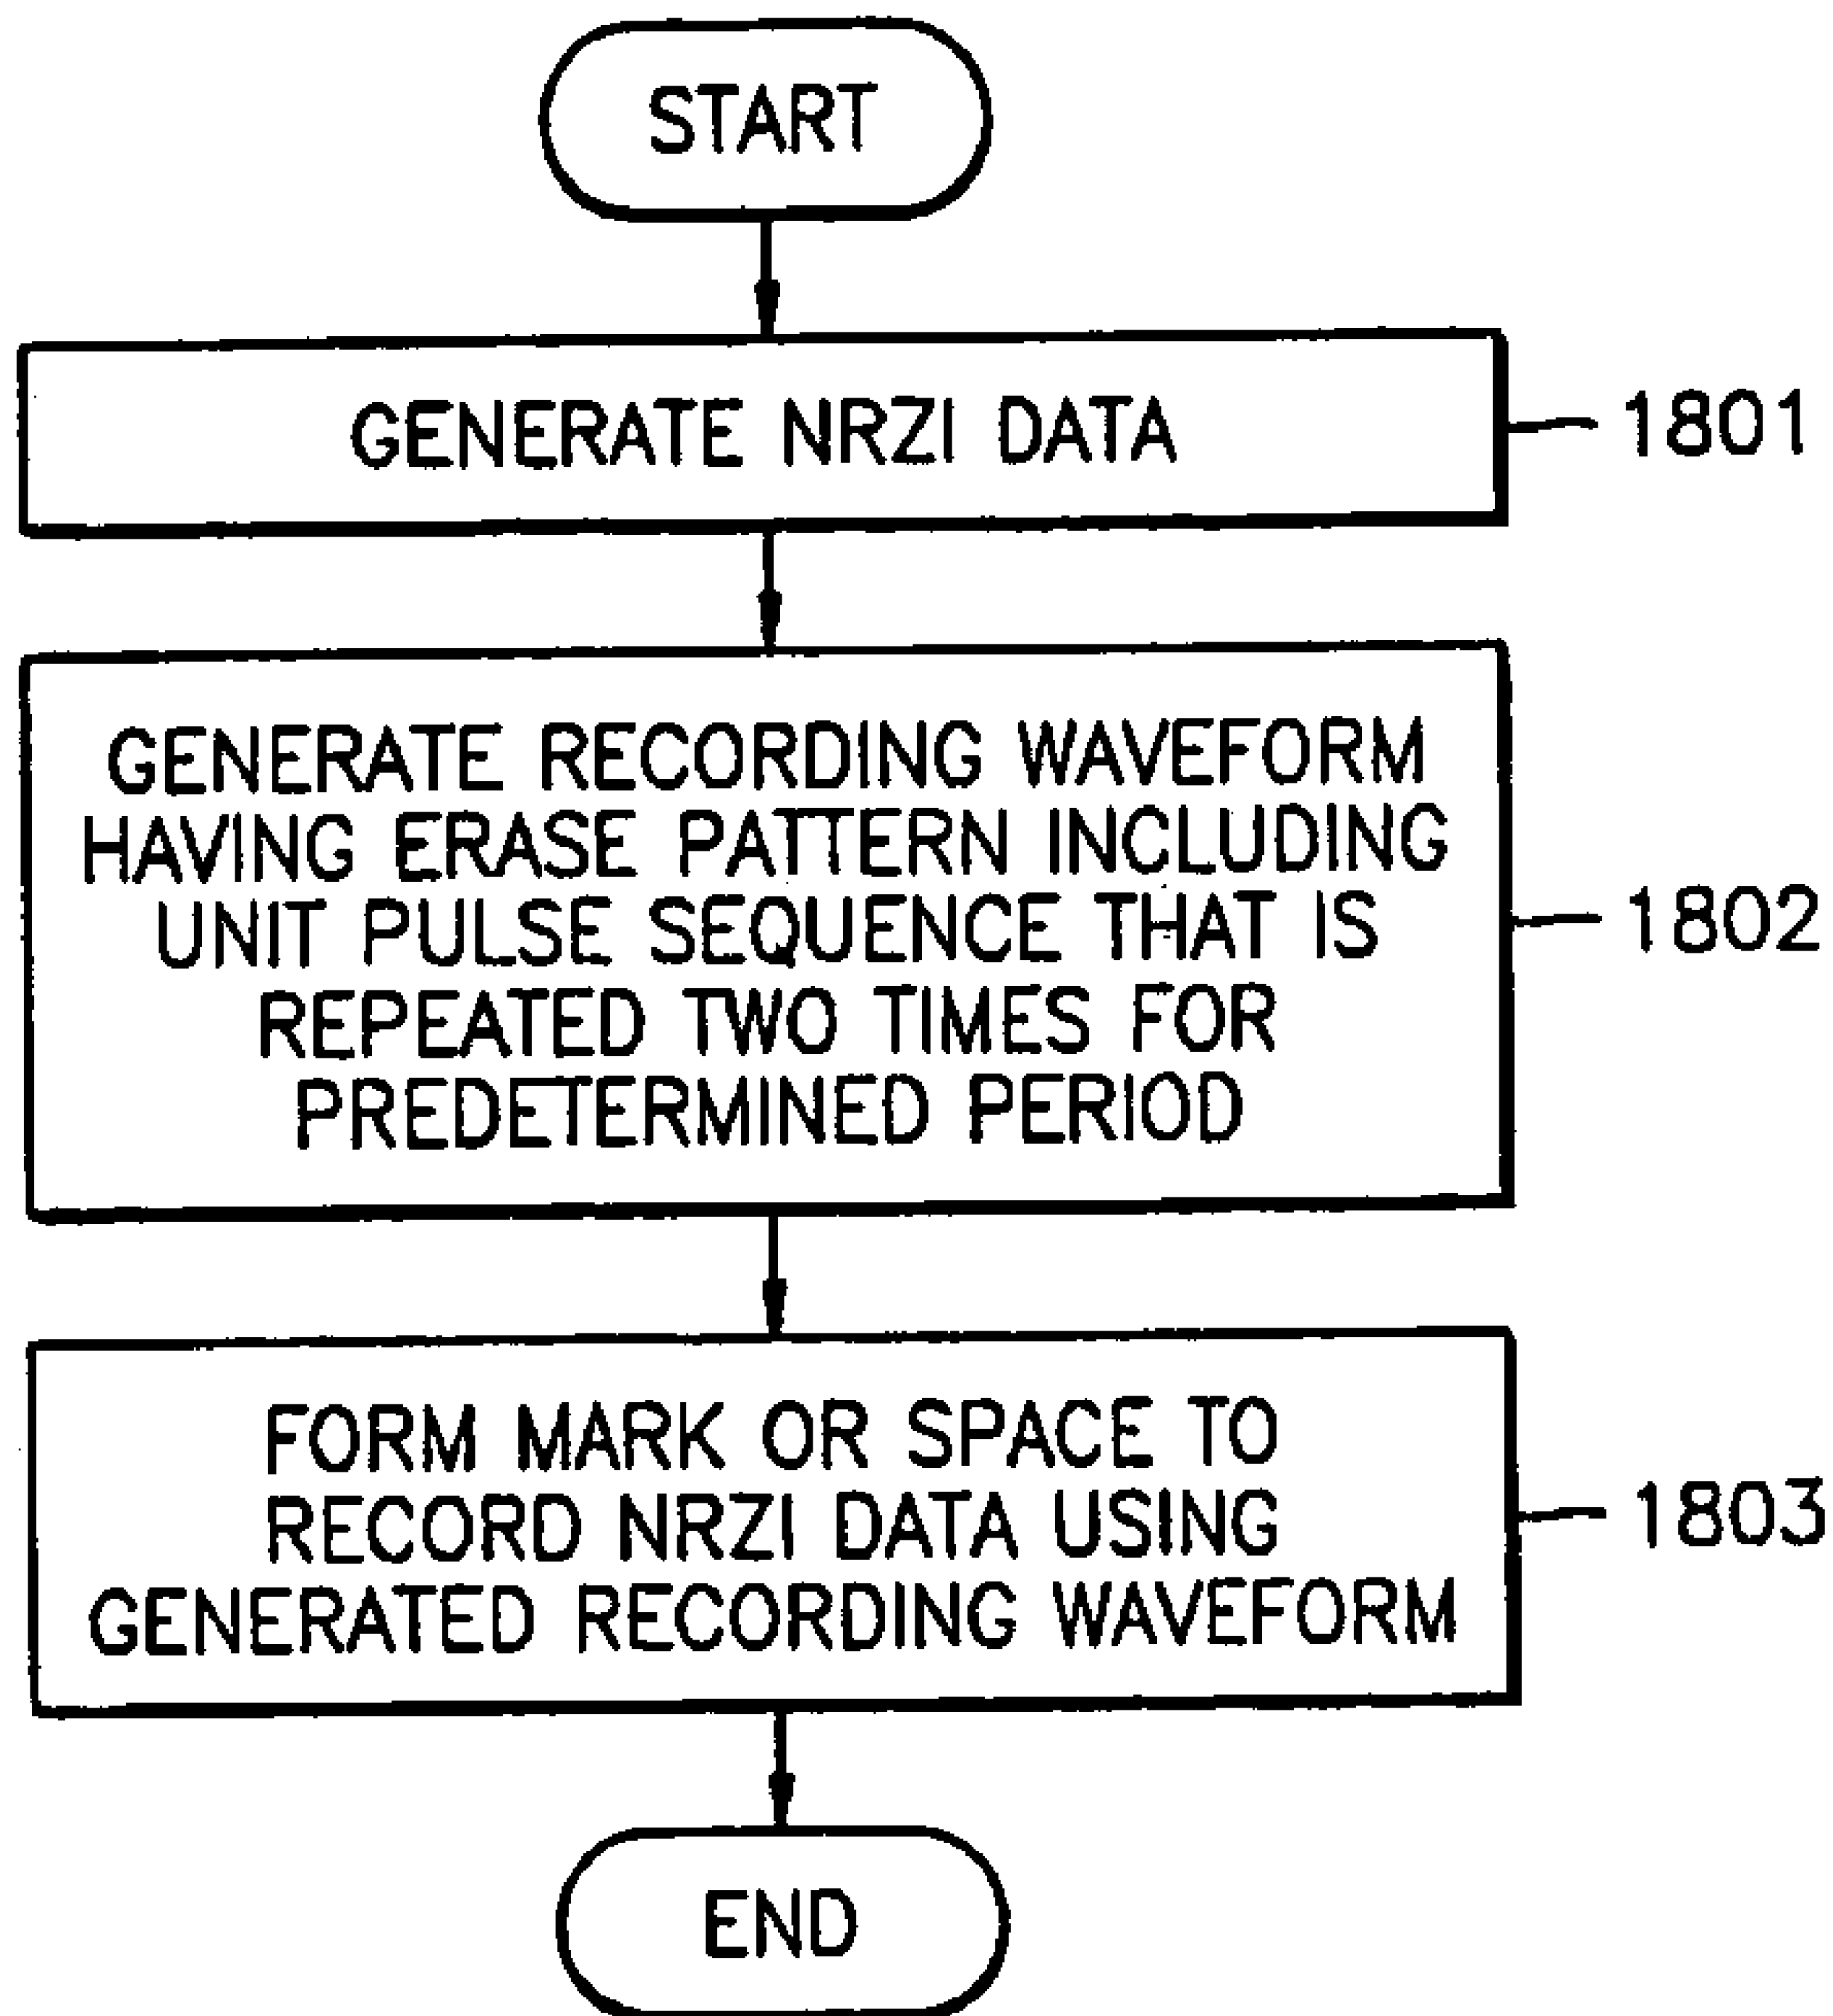 START
GENERATE NRZI DATA
1801
GENERATE RECORDING WAVEFORM
HAVING ERASE PATTERN INCLUDING
UNIT PULSE SEQUENCE THAT IS
REPEATED TWO TIMES FOR
PREDETERMINED PERIOD
1802
FORM MARK OR SPACE TO
RECORD NRZI DATA USING
GENERATED RECORDING WAVEFORM
1803
END